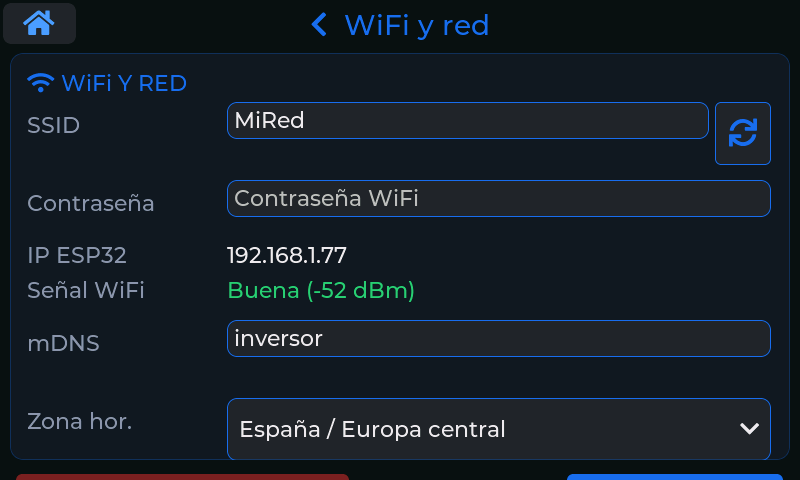 WiFi y red
WiFi Y RED
SSID MiRed
Contraseña Contraseña WiFi
IP ESP32 192.168.1.77
Señal WiFi Buena (-52 dBm)
mDNS inversor
Zona hor. España / Europa central